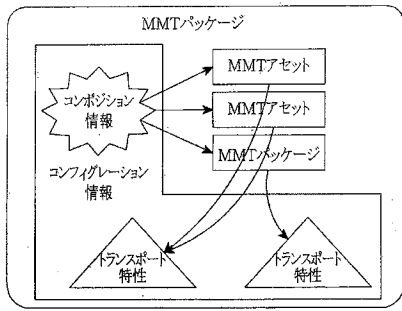 MMTパッケージ
MMTアセット
コンポジション
情報
MMTアセット
MMTパッケージ
コンフィグレーション
情報
トランスポート
特性
トランスポート
特性